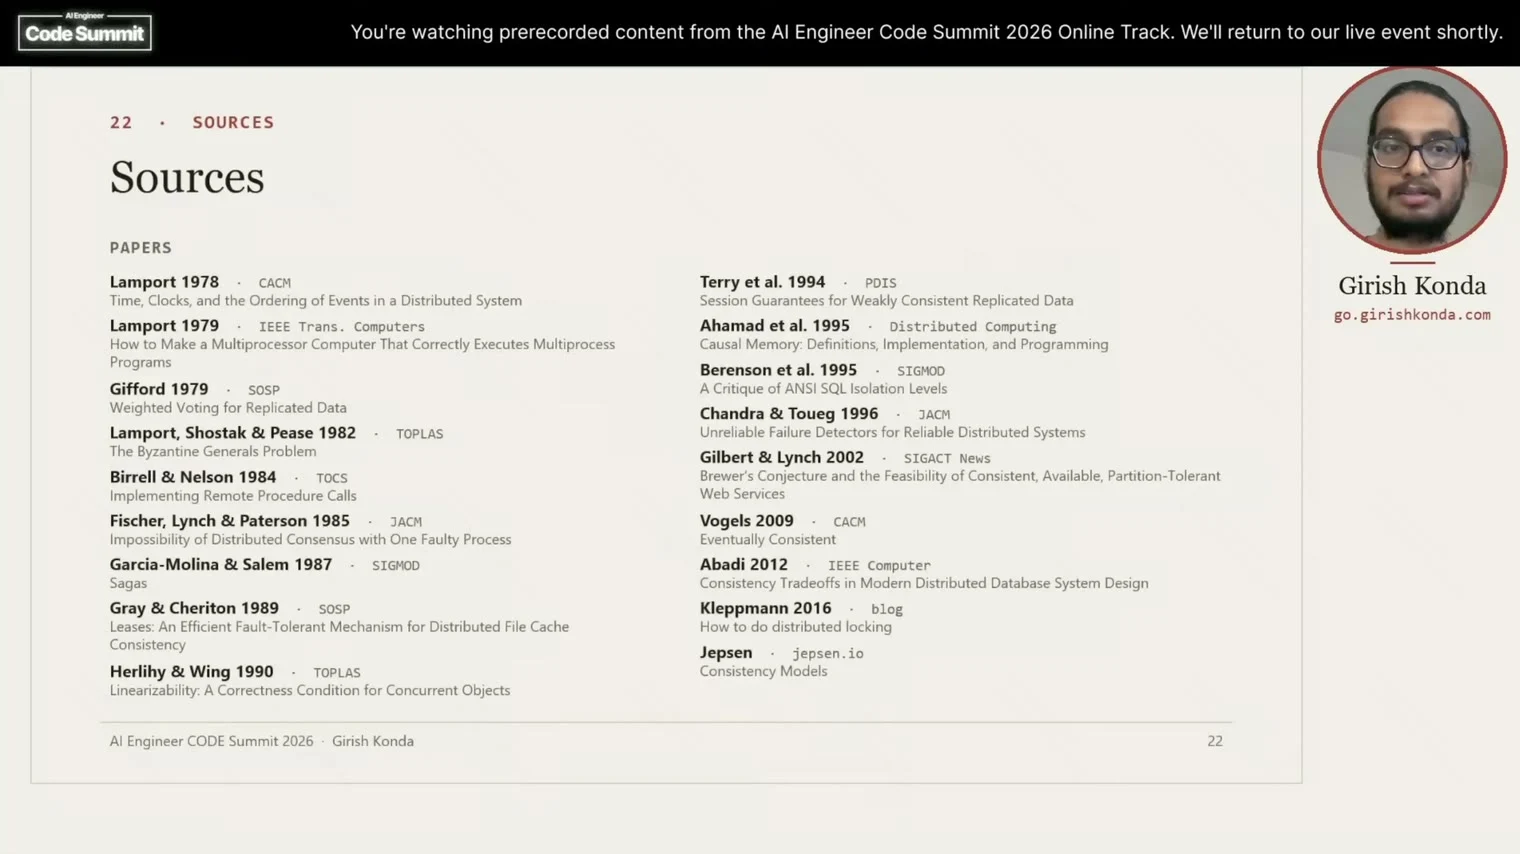 AI Engineer
Code Summit
You're watching prerecorded content from the AI Engineer Code Summit 2026 Online Track. We'll return to our live event shortly.
22 · SOURCES
Sources
PAPERS
Lamport 1978 · CACM
Time, Clocks, and the Ordering of Events in a Distributed System
Lamport 1979 · IEEE Trans. Computers
How to Make a Multiprocessor Computer That Correctly Executes Multiprocess
Programs
Gifford 1979 · SOSP
Weighted Voting for Replicated Data
Lamport, Shostak & Pease 1982 · TOPLAS
The Byzantine Generals Problem
Birrell & Nelson 1984 · TOCS
Implementing Remote Procedure Calls
Fischer, Lynch & Paterson 1985 · JACM
Impossibility of Distributed Consensus with One Faulty Process
Garcia-Molina & Salem 1987 · SIGMOD
Sagas
Gray & Cheriton 1989 · SOSP
Leases: An Efficient Fault-Tolerant Mechanism for Distributed File Cache
Consistency
Herlihy & Wing 1990 · TOPLAS
Linearizability: A Correctness Condition for Concurrent Objects
Terry et al. 1994 · PDIS
Session Guarantees for Weakly Consistent Replicated Data
Ahamad et al. 1995 · Distributed Computing
Causal Memory: Definitions, Implementation, and Programming
Berenson et al. 1995 · SIGMOD
A Critique of ANSI SQL Isolation Levels
Chandra & Toueg 1996 · JACM
Unreliable Failure Detectors for Reliable Distributed Systems
Gilbert & Lynch 2002 · SIGACT News
Brewer's Conjecture and the Feasibility of Consistent, Available, Partition-Tolerant
Web Services
Vogels 2009 · CACM
Eventually Consistent
Abadi 2012 · IEEE Computer
Consistency Tradeoffs in Modern Distributed Database System Design
Kleppmann 2016 · blog
How to do distributed locking
Jepsen · jepsen.io
Consistency Models
AI Engineer CODE Summit 2026 · Girish Konda
22
Girish Konda
go.girishkonda.com